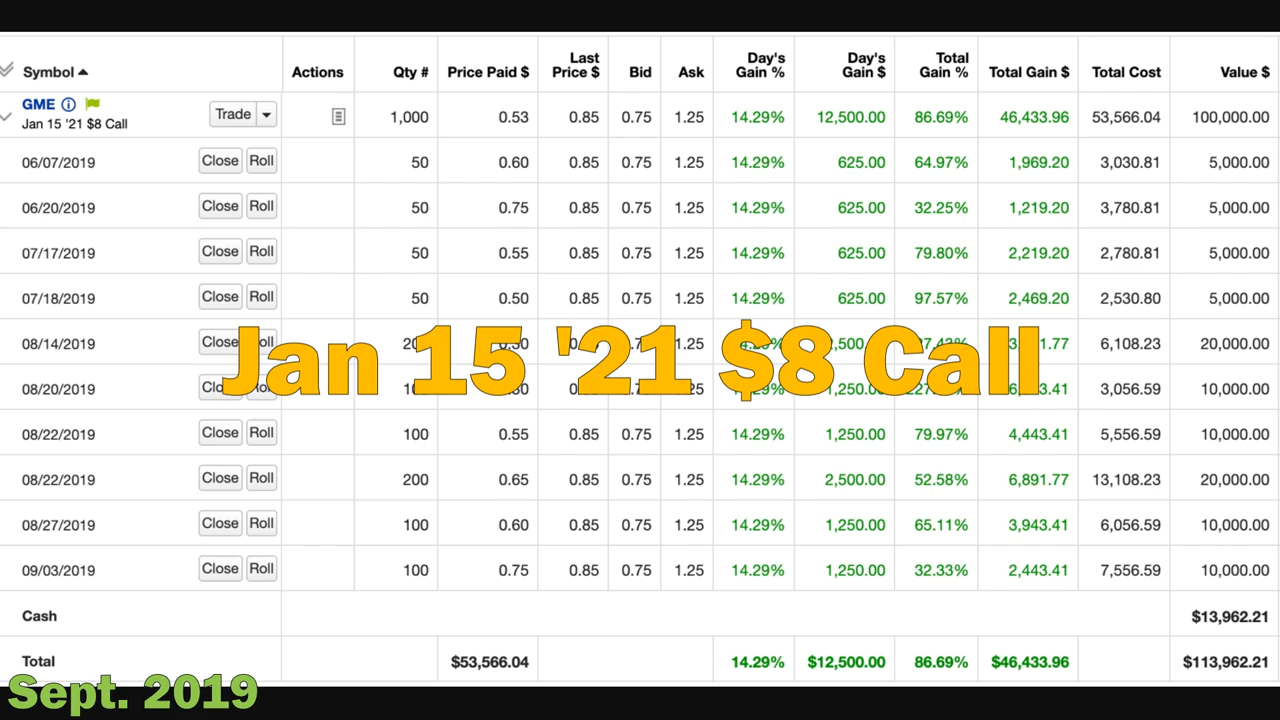 Symbol Actions Qty # Price Paid $ Last Price $ Bid Ask Day's Gain % Day's Gain $ Total Gain % Total Gain $ Total Cost Value $
GME Trade 1,000 0.53 0.85 0.75 1.25 14.29% 12,500.00 86.69% 46,433.96 53,566.04 100,000.00
Jan 15 '21 $8 Call
06/07/2019 Close Roll 50 0.60 0.85 0.75 1.25 14.29% 625.00 64.97% 1,969.20 3,030.81 5,000.00
06/20/2019 Close Roll 50 0.75 0.85 0.75 1.25 14.29% 625.00 32.25% 1,219.20 3,780.81 5,000.00
07/17/2019 Close Roll 50 0.55 0.85 0.75 1.25 14.29% 625.00 79.80% 2,219.20 2,780.81 5,000.00
07/18/2019 Close Roll 50 0.50 0.85 0.75 1.25 14.29% 625.00 97.57% 2,469.20 2,530.80 5,000.00
08/14/2019 Close 6,108.23 20,000.00
Jan 15 '21 $8 Call
08/20/2019 3,056.59 10,000.00
08/22/2019 Close Roll 100 0.55 0.85 0.75 1.25 14.29% 1,250.00 79.97% 4,443.41 5,556.59 10,000.00
08/22/2019 Close Roll 200 0.65 0.85 0.75 1.25 14.29% 2,500.00 52.58% 6,891.77 13,108.23 20,000.00
08/27/2019 Close Roll 100 0.60 0.85 0.75 1.25 14.29% 1,250.00 65.11% 3,943.41 6,056.59 10,000.00
09/03/2019 Close Roll 100 0.75 0.85 0.75 1.25 14.29% 1,250.00 32.33% 2,443.41 7,556.59 10,000.00
Cash $13,962.21
Total $53,566.04 14.29% $12,500.00 86.69% $46,433.96 $113,962.21
Sept. 2019